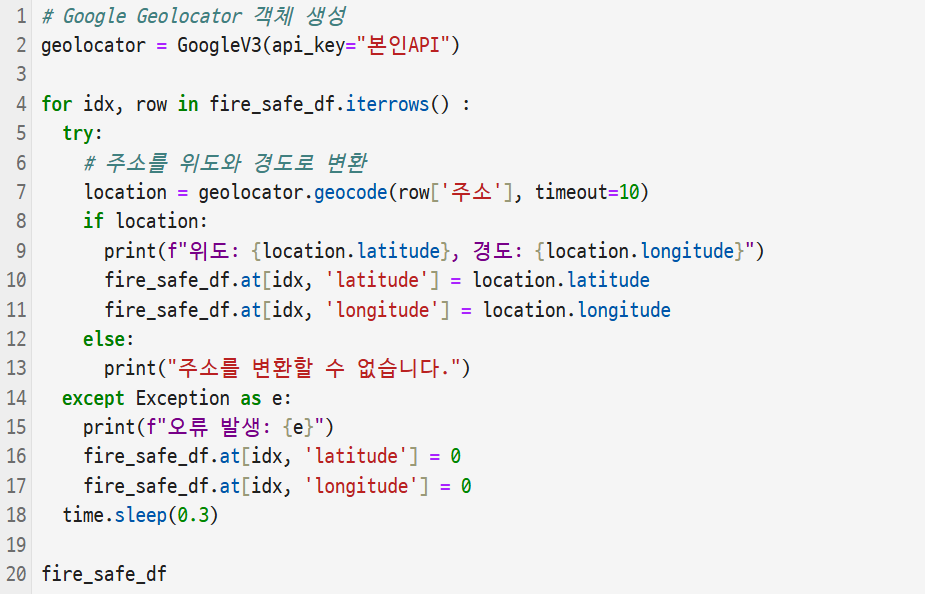 1 # Google Geolocator 객체 생성
2 geolocator = GoogleV3(api_key="본인API")
3
4 for idx, row in fire_safe_df.iterrows() :
5   try:
6     # 주소를 위도와 경도로 변환
7     location = geolocator.geocode(row['주소'], timeout=10)
8     if location:
9       print(f"위도: {location.latitude}, 경도: {location.longitude}")
10       fire_safe_df.at[idx, 'latitude'] = location.latitude
11       fire_safe_df.at[idx, 'longitude'] = location.longitude
12     else:
13       print("주소를 변환할 수 없습니다.")
14   except Exception as e:
15     print(f"오류 발생: {e}")
16     fire_safe_df.at[idx, 'latitude'] = 0
17     fire_safe_df.at[idx, 'longitude'] = 0
18   time.sleep(0.3)
19
20 fire_safe_df